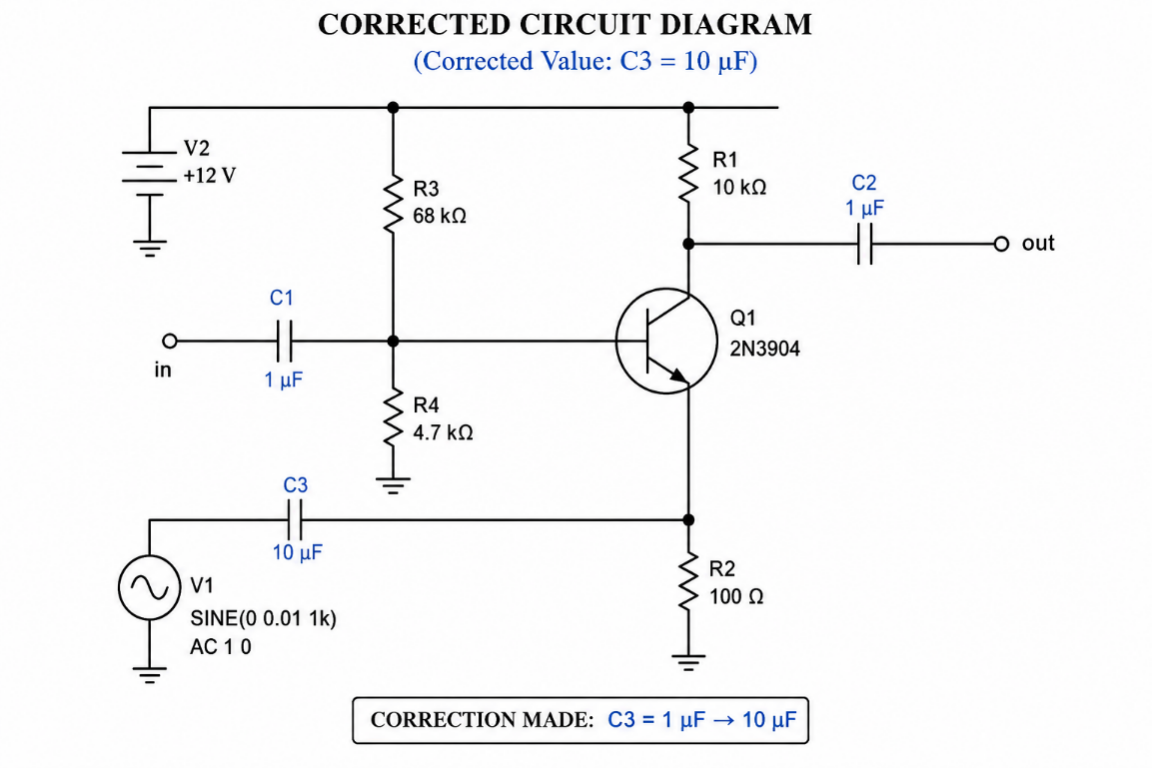 CORRECTED CIRCUIT DIAGRAM
(Corrected Value: C3 = 10 µF)
V2
+12 V
R3
68 kΩ
R1
10 kΩ
C2
1 µF
out
C1
1 µF
in
Q1
2N3904
R4
4.7 kΩ
C3
10 µF
V1
SINE(0 0.01 1k)
AC 1 0
R2
100 Ω
CORRECTION MADE: C3 = 1 µF → 10 µF